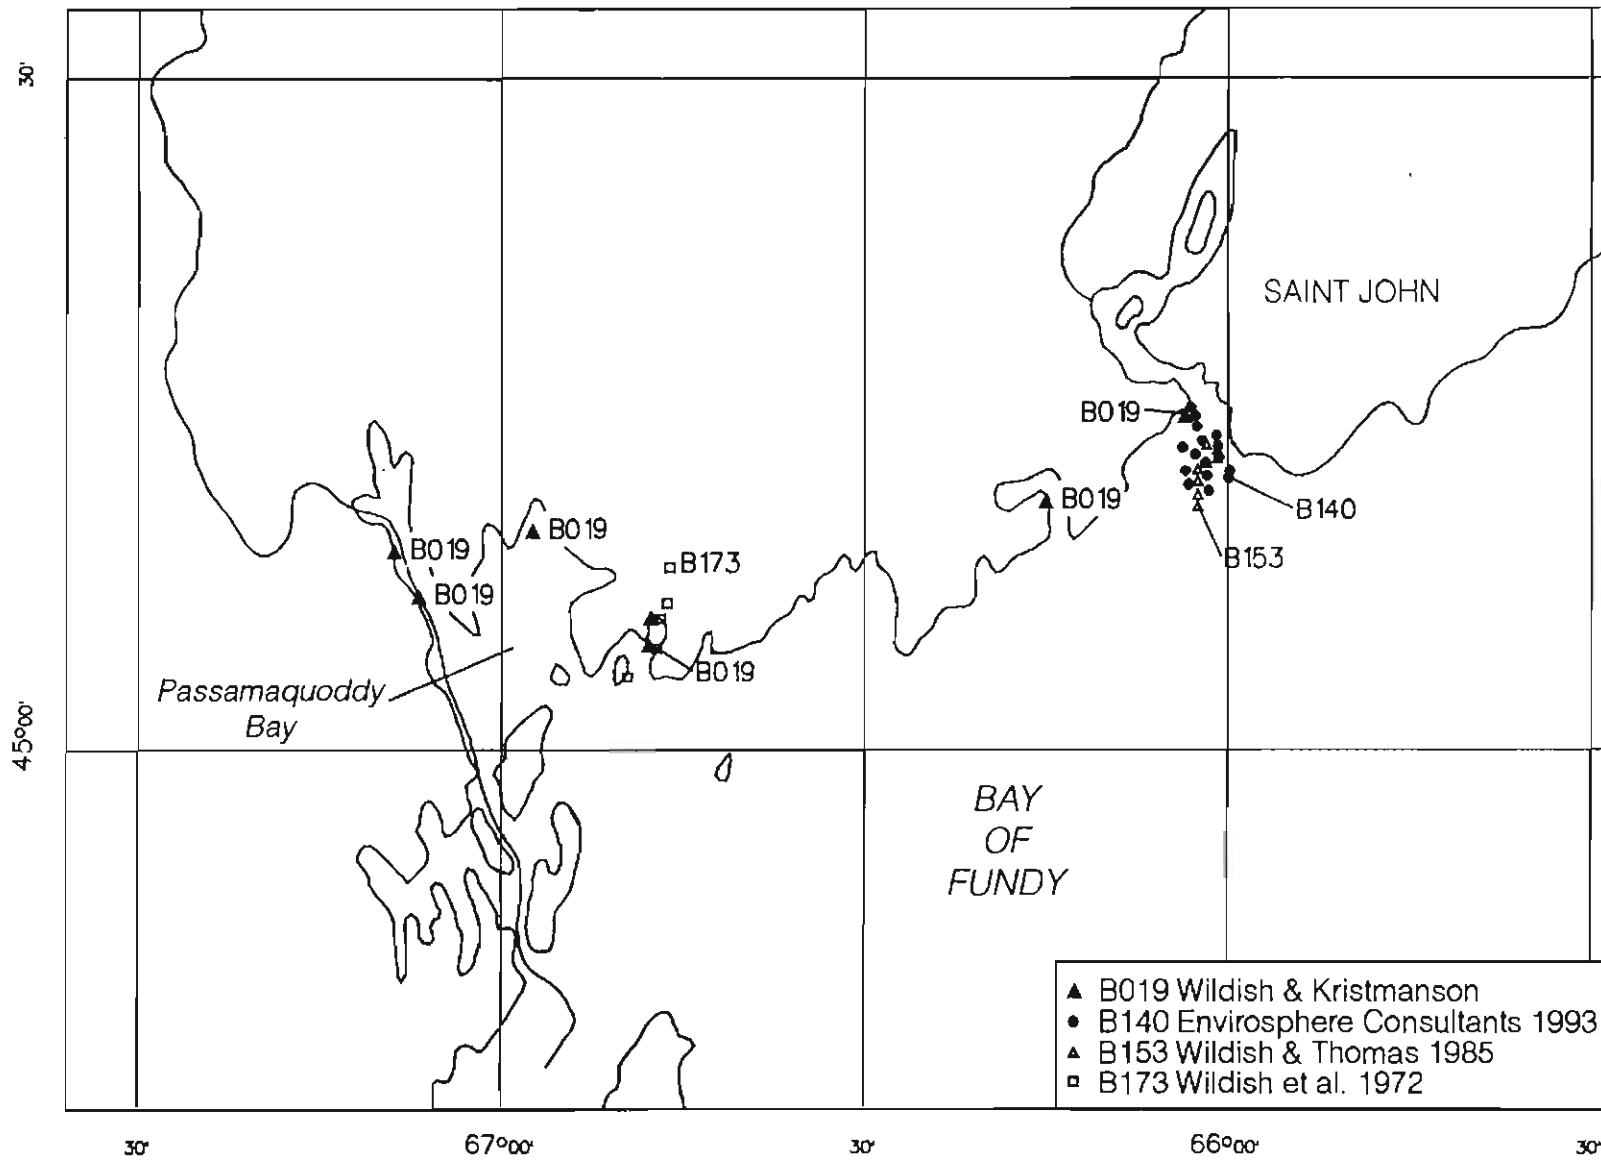 30'
SAINT JOHN
B019
B019
B140
B019
B019
B173
B153
B019
B019
Passamaquoddy
Bay
45°00'
BAY
OF
FUNDY
▲ B019 Wildish & Kristmanson
● B140 Envirosphere Consultants 1993
△ B153 Wildish & Thomas 1985
□ B173 Wildish et al. 1972
30'
67°00'
30'
66°00'
30'